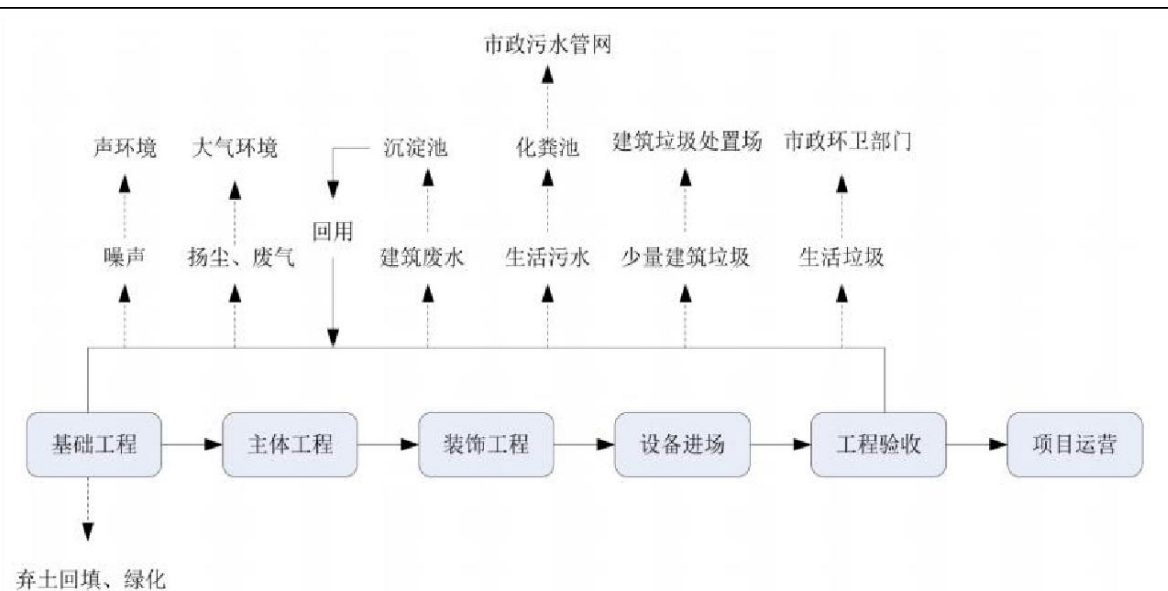 市政污水管网
声环境 大气环境 沉淀池 化粪池 建筑垃圾处置场 市政环卫部门
回用
噪声 扬尘、废气 建筑废水 生活污水 少量建筑垃圾 生活垃圾
基础工程 主体工程 装饰工程 设备进场 工程验收 项目运营
弃土回填、绿化